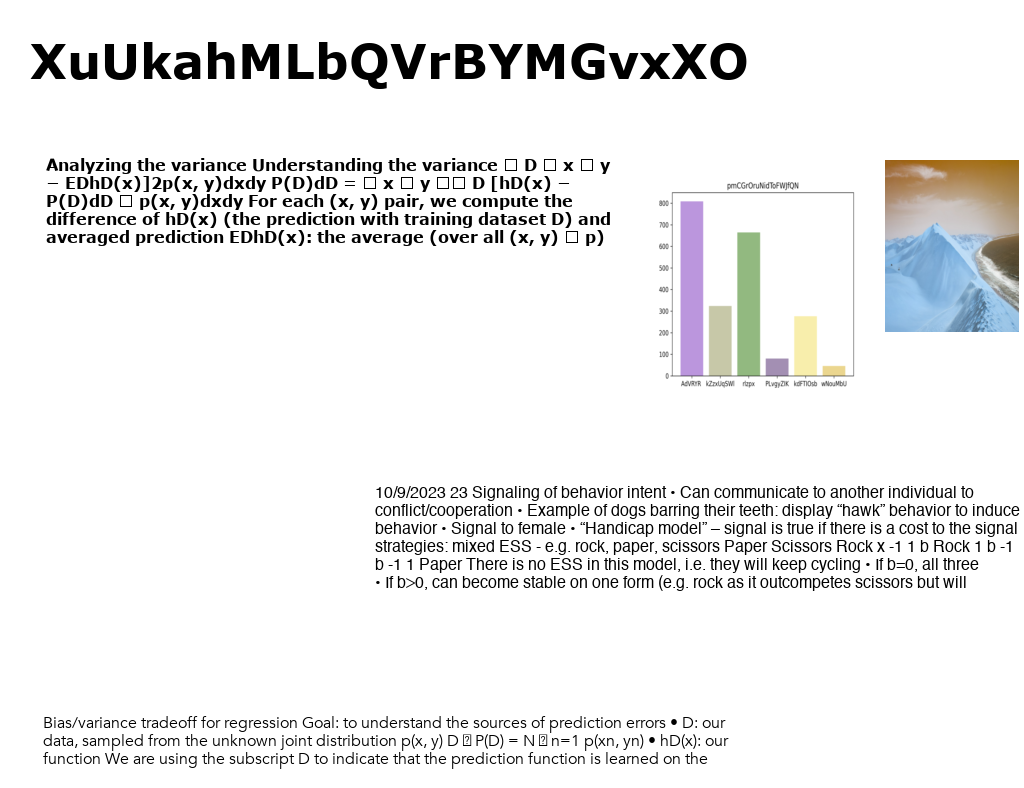 XuUkahMLbQVrBYMGvxXO
Analyzing the variance Understanding the variance □ D □ x □ y
− EDhD(x)]2p(x, y)dxdy P(D)dD = □ x □ y □□ D [hD(x) −
P(D)dD □ p(x, y)dxdy For each (x, y) pair, we compute the
difference of hD(x) (the prediction with training dataset D) and
averaged prediction EDhD(x): the average (over all (x, y) □ p)
pmCGrOruNidToFWJfQN
800
700
600
500
400
300
200
100
0
AdVRYR kZzxUqSWl rlzpx PLvgyZlK kdFTlOsb wNouMbU
10/9/2023 23 Signaling of behavior intent • Can communicate to another individual to
conflict/cooperation • Example of dogs barring their teeth: display “hawk” behavior to induce
behavior • Signal to female • “Handicap model” – signal is true if there is a cost to the signal
strategies: mixed ESS - e.g. rock, paper, scissors Paper Scissors Rock x -1 1 b Rock 1 b -1
b -1 1 Paper There is no ESS in this model, i.e. they will keep cycling • If b=0, all three
• If b>0, can become stable on one form (e.g. rock as it outcompetes scissors but will
Bias/variance tradeoff for regression Goal: to understand the sources of prediction errors • D: our
data, sampled from the unknown joint distribution p(x, y) D □ P(D) = N □ n=1 p(xn, yn) • hD(x): our
function We are using the subscript D to indicate that the prediction function is learned on the